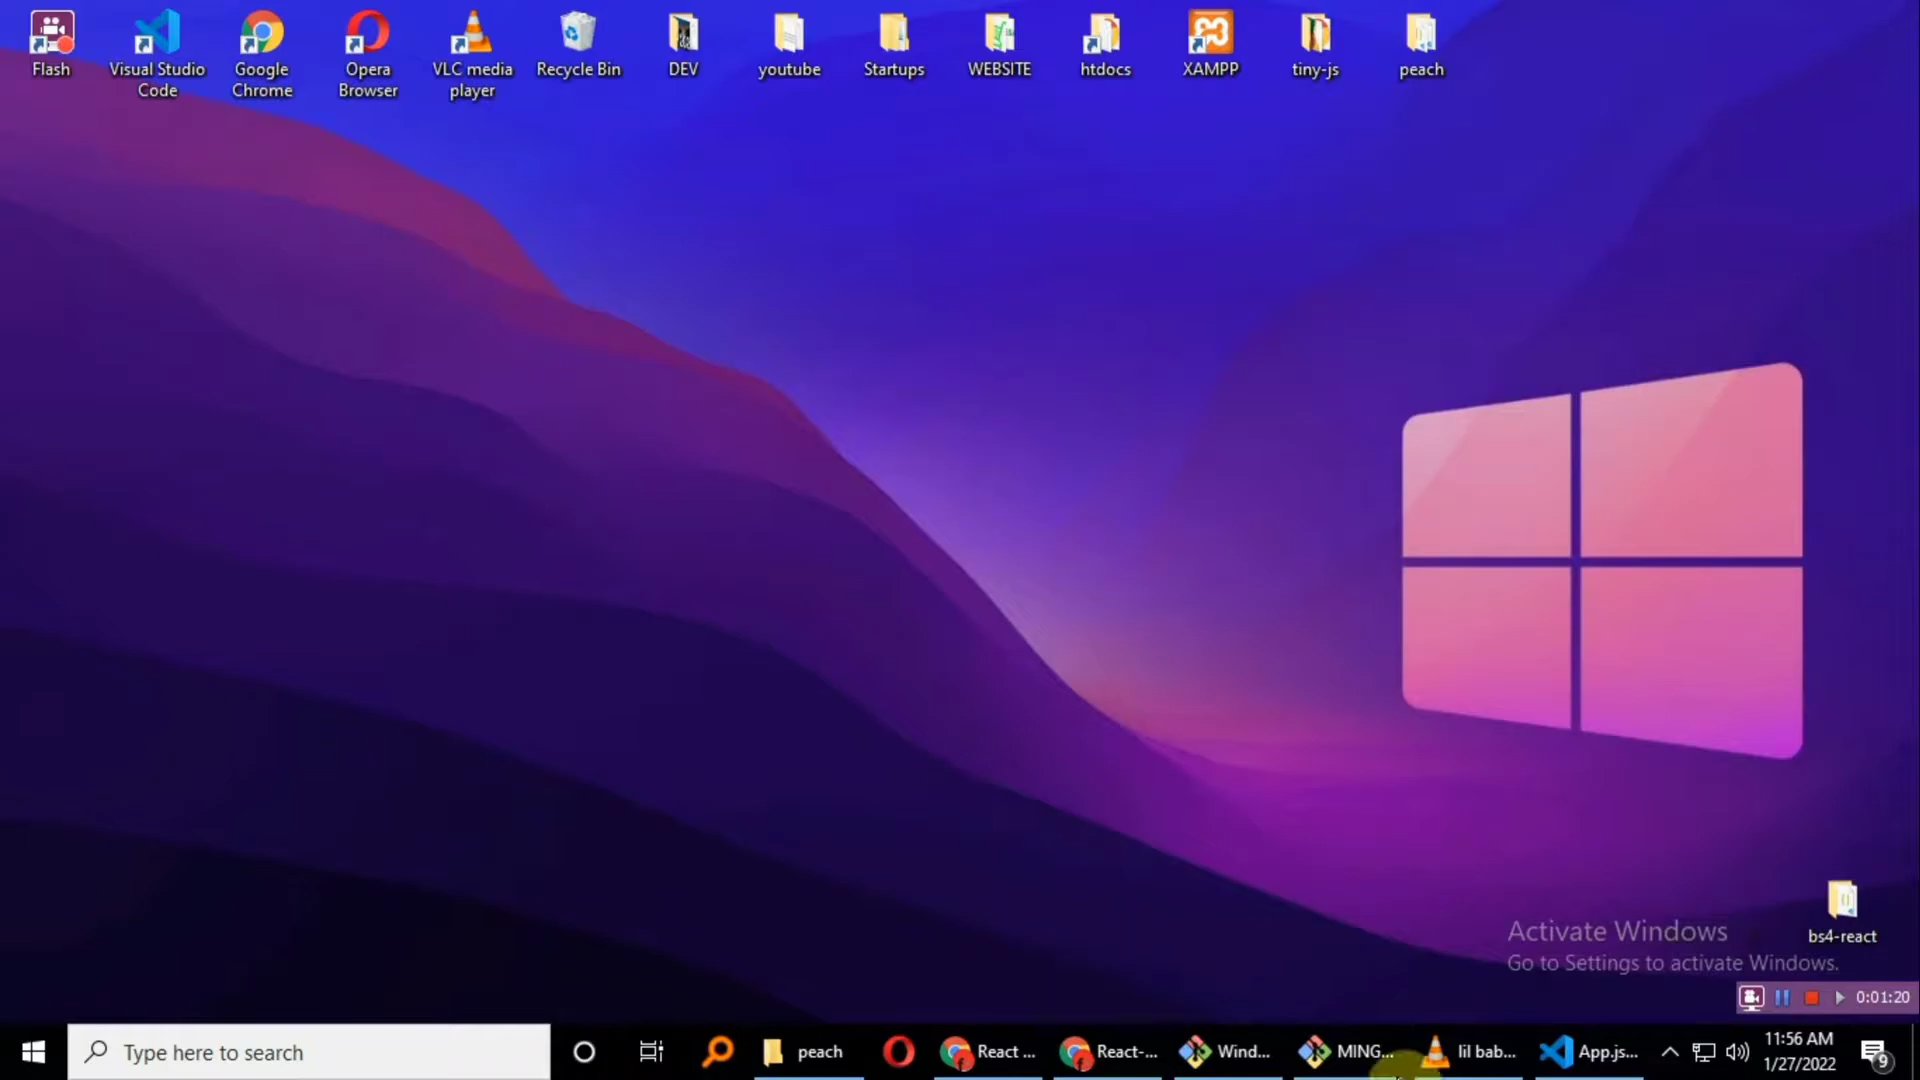 Flash
Visual Studio
Code
Google
Chrome
Opera
Browser
VLC media
player
Recycle Bin
DEV
youtube
Startups
WEBSITE
htdocs
XAMPP
tiny-js
peach
bs4-react
Activate Windows
Go to Settings to activate Windows.
0:01:20
Type here to search
peach
React ...
React-...
Wind...
MING...
lil bab...
App.js...
11:56 AM
1/27/2022
9